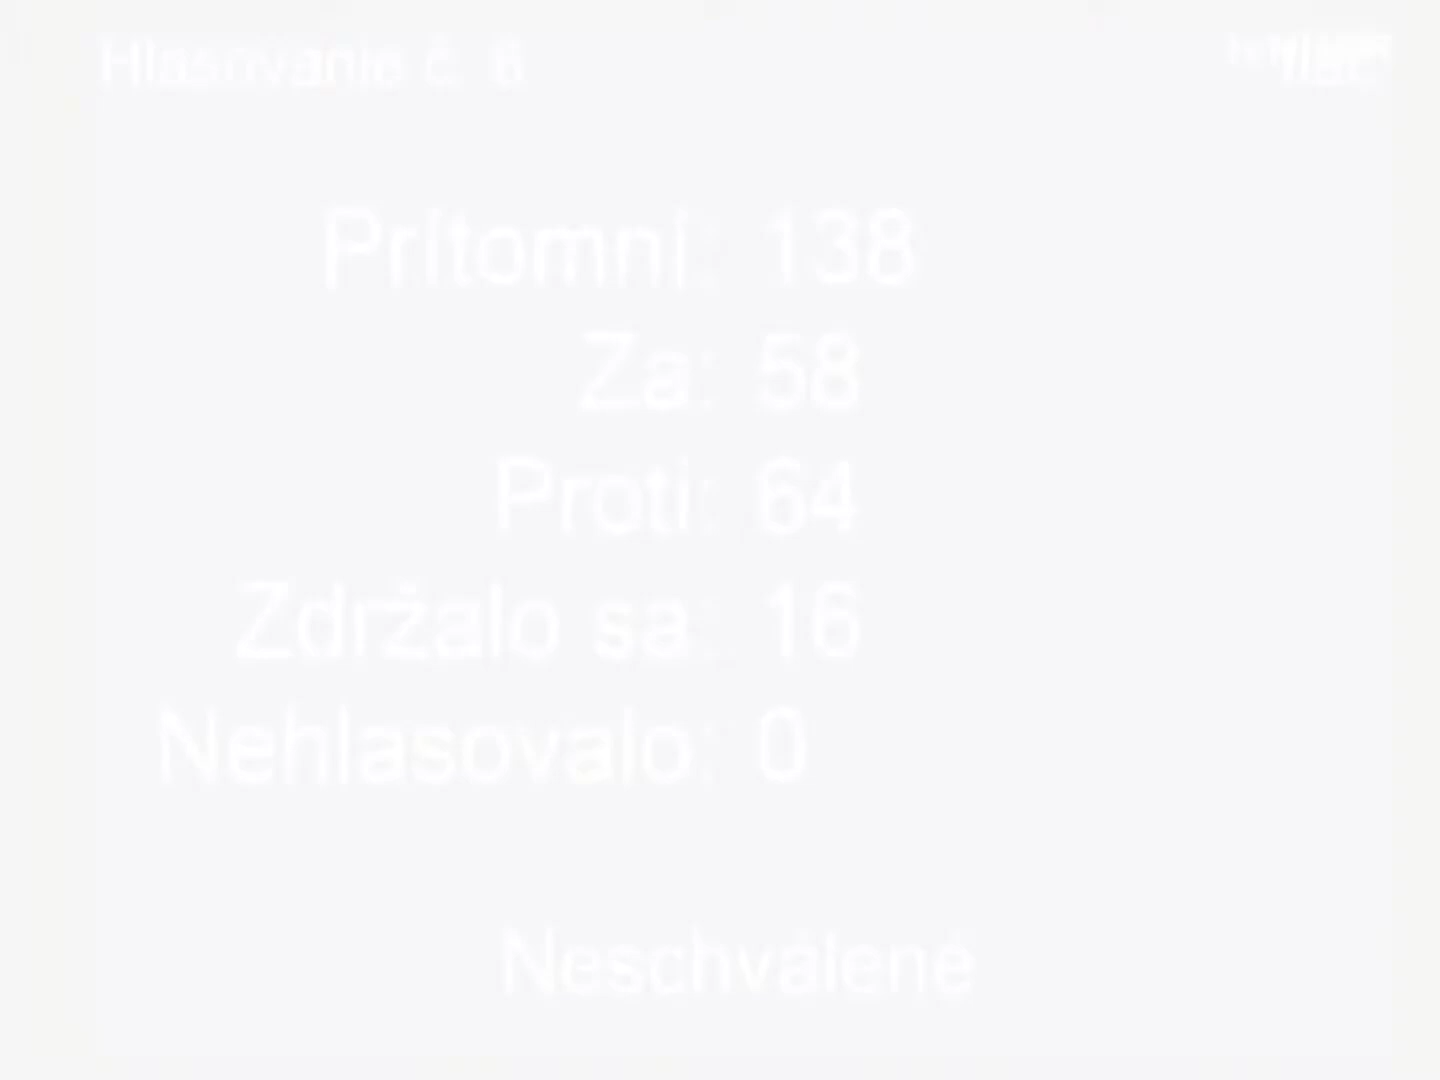 Hlasovanie č. 6
Prítomní: 138
Za: 58
Proti: 64
Zdržalo sa: 16
Nehlasovalo: 0
Neschválené